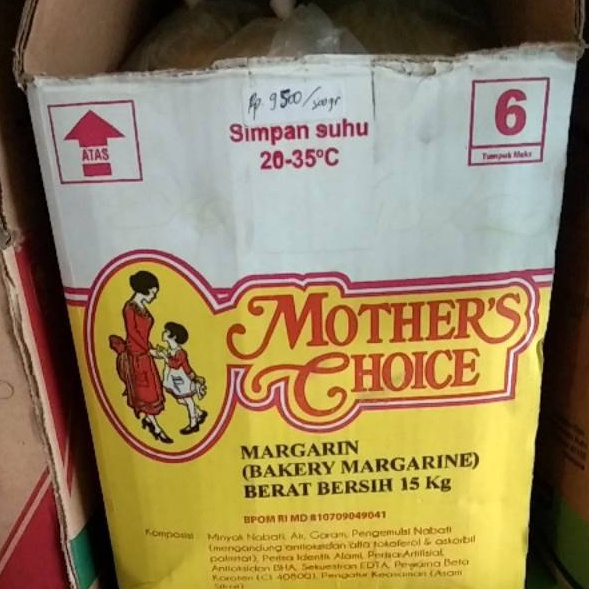 Rp. 9500/500gr
Simpan suhu
20-35°C
ATAS
6
Tumpuk Maks
MOTHER'S
CHOICE
MARGARIN
(BAKERY MARGARINE)
BERAT BERSIH 15 Kg
BPOM RI MD 810709049041
Komposisi Minyak Nabati, Air, Garam, Pengemulsi Nabati
(mengandung antioksidan alfa tokoferol & askorbil
palmitat), Perisa Identik Alami, Perisa Artifisial,
Antioksidan BHA, Sekuestran EDTA, Pewarna Beta
Karoten (CI 40800), Pengatur Keasaman (Asam